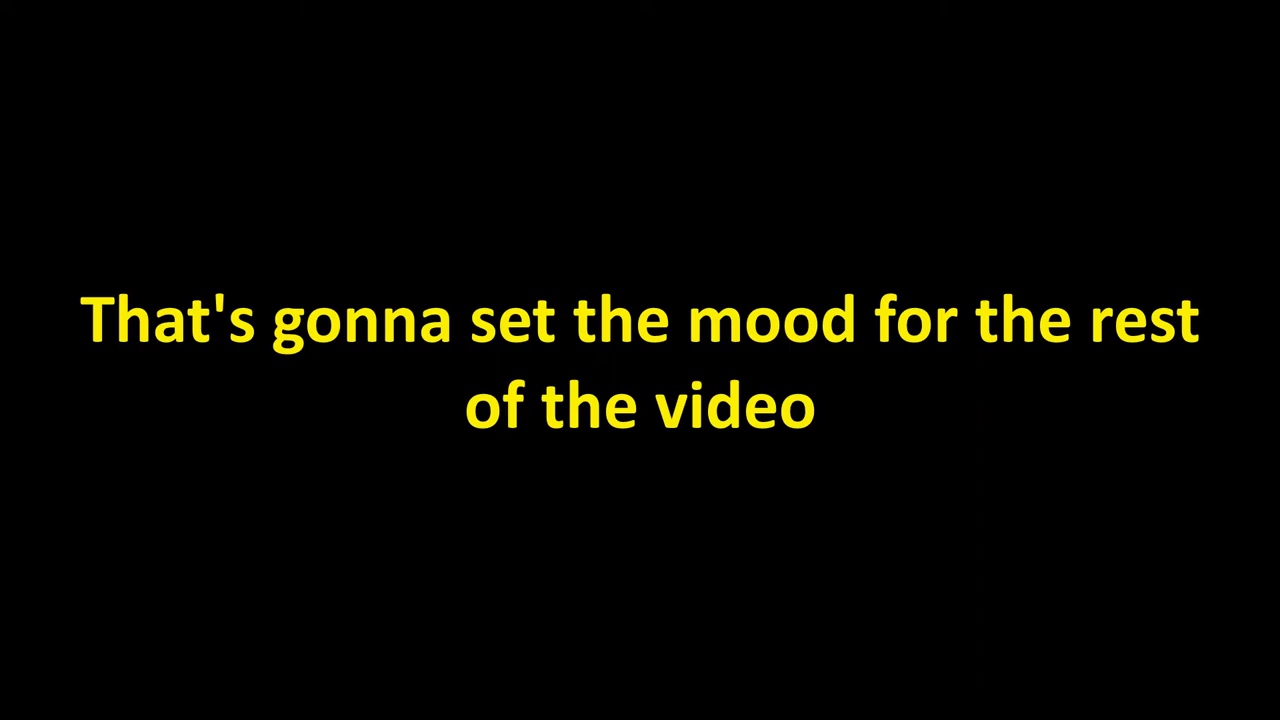 That's gonna set the mood for the rest
of the video